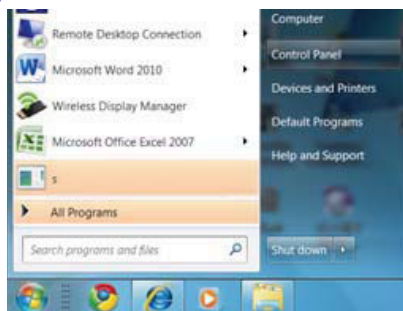 Remote Desktop Connection
Microsoft Word 2010
Wireless Display Manager
Microsoft Office Excel 2007
s
All Programs
Search programs and files
Computer
Control Panel
Devices and Printers
Default Programs
Help and Support
Shut down